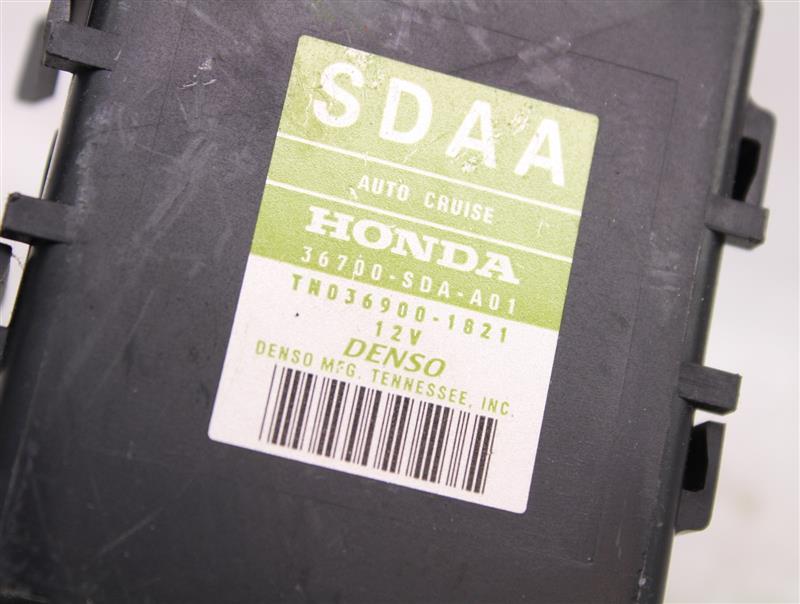 SDAA
AUTO CRUISE
HONDA
36700-SDA-A01
TN036900-1821
12V
DENSO
DENSO MFG. TENNESSEE, INC.